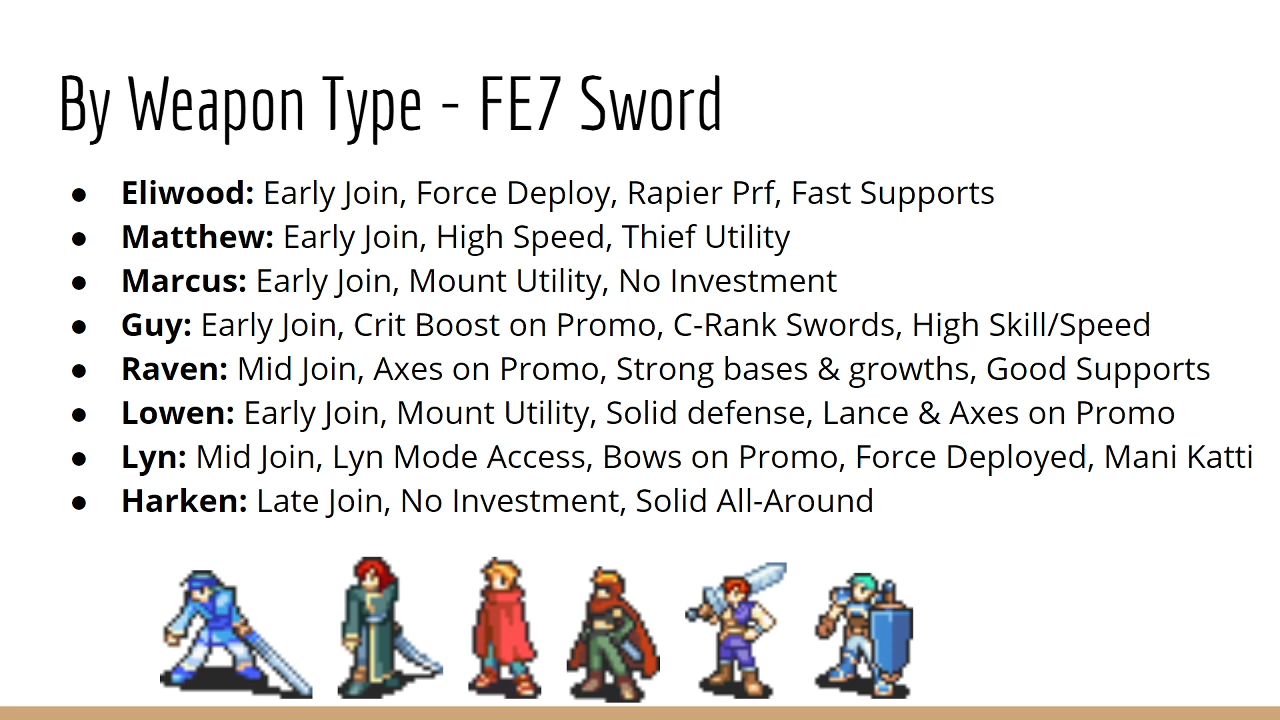 By Weapon Type - FE7 Sword
● Eliwood: Early Join, Force Deploy, Rapier Prf, Fast Supports
● Matthew: Early Join, High Speed, Thief Utility
● Marcus: Early Join, Mount Utility, No Investment
● Guy: Early Join, Crit Boost on Promo, C-Rank Swords, High Skill/Speed
● Raven: Mid Join, Axes on Promo, Strong bases & growths, Good Supports
● Lowen: Early Join, Mount Utility, Solid defense, Lance & Axes on Promo
● Lyn: Mid Join, Lyn Mode Access, Bows on Promo, Force Deployed, Mani Katti
● Harken: Late Join, No Investment, Solid All-Around